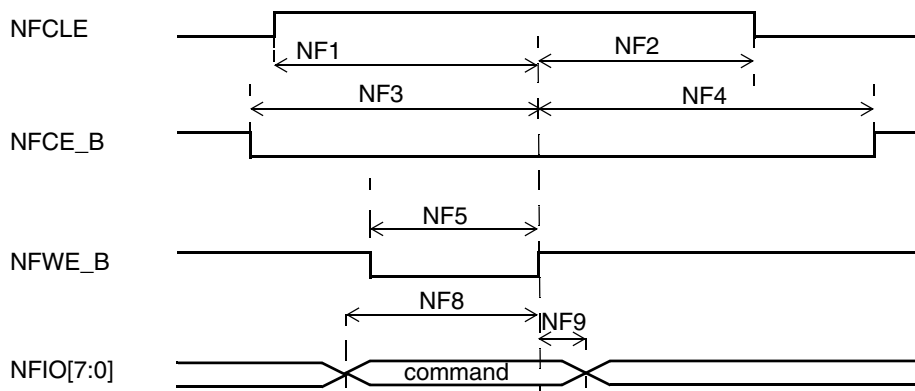 NFCLE
NF1
NF2
NF3
NF4
NFCE_B
NF5
NFWE_B
NF8
NF9
NFIO[7:0]
command